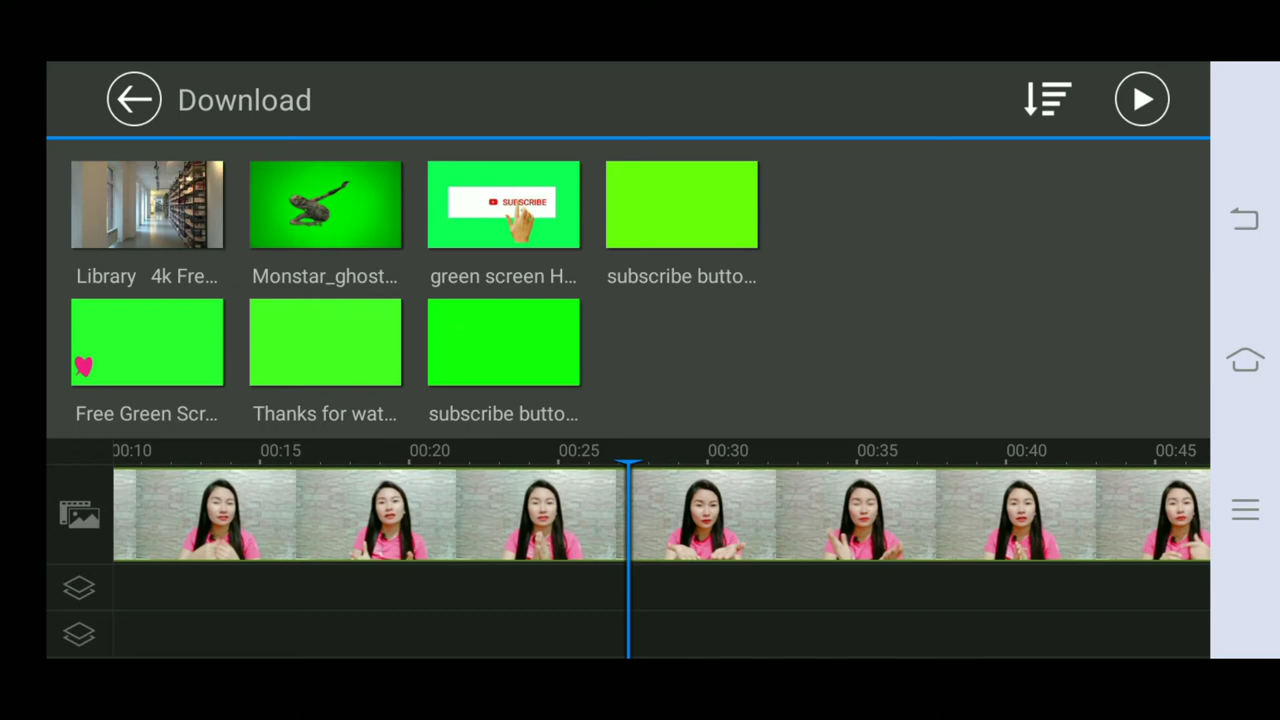 Download
SUBSCRIBE
Library 4k Fre...
Monstar_ghost...
green screen H...
subscribe butto...
Free Green Scr...
Thanks for wat...
subscribe butto...
00:10 00:15 00:20 00:25 00:30 00:35 00:40 00:45